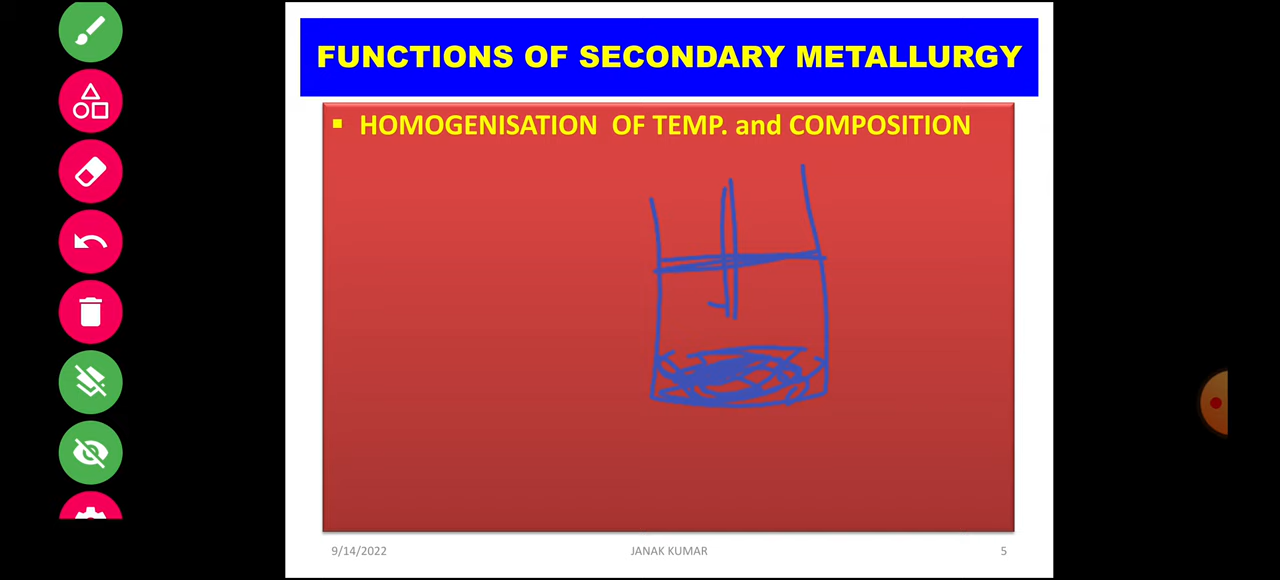 FUNCTIONS OF SECONDARY METALLURGY
▪ HOMOGENISATION OF TEMP. and COMPOSITION
9/14/2022 JANAK KUMAR 5